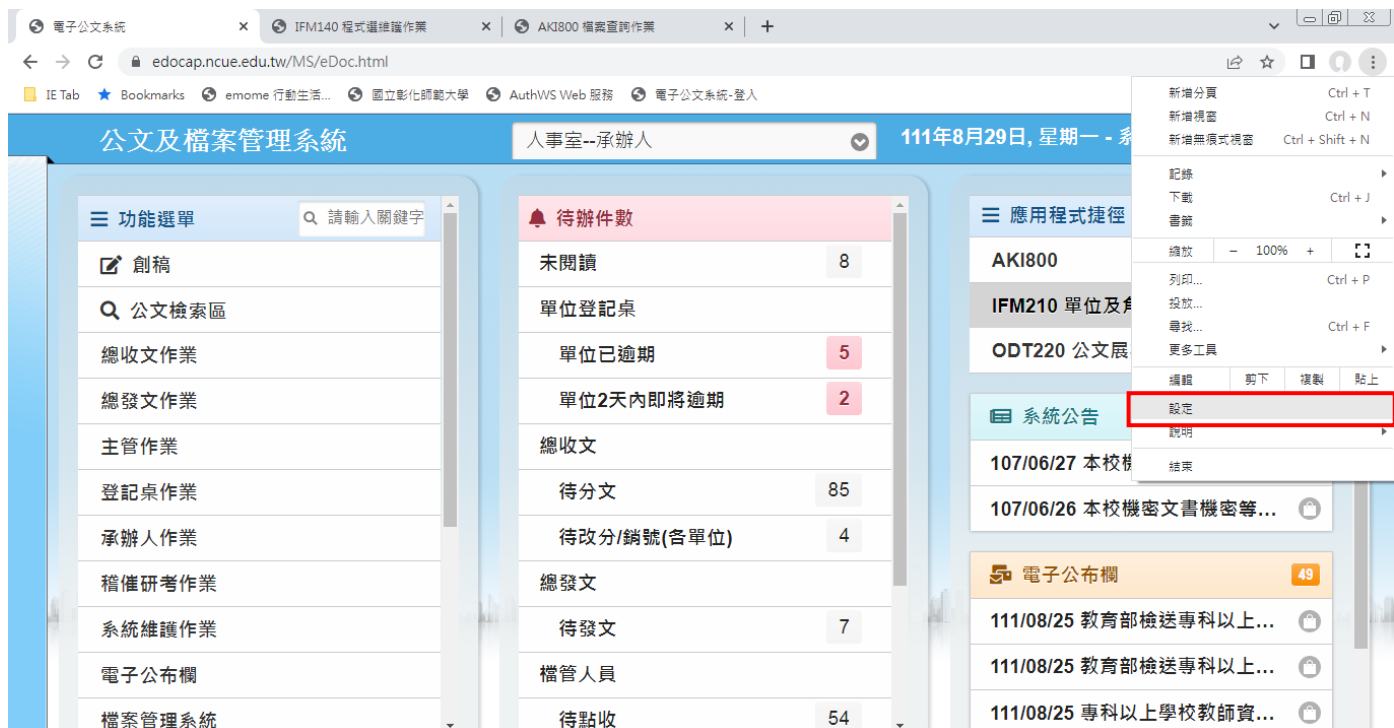 電子公文系統
IFM140 程式選維護作業
AKI800 檔案查詢作業
edocap.ncue.edu.tw/MS/eDoc.html
IE Tab
Bookmarks
emome 行動生活...
國立彰化師範大學
AuthWS Web 服務
電子公文系統-登入
公文及檔案管理系統
人事室--承辦人
111年8月29日, 星期一 - 系
功能選單
請輸入關鍵字
創稿
公文檢索區
總收文作業
總發文作業
主管作業
登記桌作業
承辦人作業
稽催研考作業
系統維護作業
電子公布欄
檔案管理系統
待辦件數
未閱讀 8
單位登記桌
單位已逾期 5
單位2天內即將逾期 2
總收文
待分文 85
待改分/銷號(各單位) 4
總發文
待發文 7
檔管人員
待點收 54
應用程式捷徑
AKI800
IFM210 單位及角
ODT220 公文展
系統公告
107/06/27 本校機
107/06/26 本校機密文書機密等...
電子公布欄 49
111/08/25 教育部檢送專科以上...
111/08/25 教育部檢送專科以上...
111/08/25 專科以上學校教師資...
新增分頁 Ctrl + T
新增視窗 Ctrl + N
新增無痕式視窗 Ctrl + Shift + N
記錄
下載 Ctrl + J
書籤
縮放 − 100% +
列印... Ctrl + P
投放...
尋找... Ctrl + F
更多工具
編輯 剪下 複製 貼上
設定
說明
結束